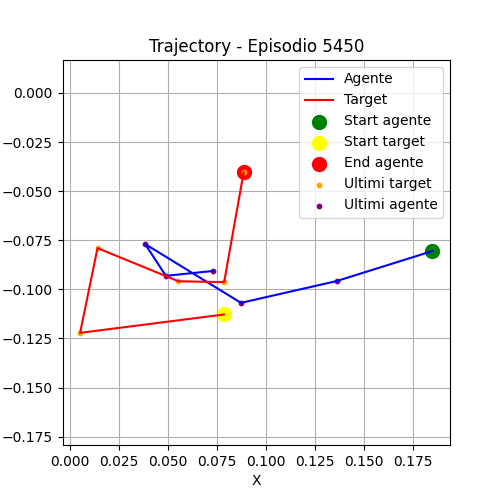 Trajectory - Episodio 5450
Agente
Target
Start agente
Start target
End agente
Ultimi target
Ultimi agente
0.000
−0.025
−0.050
−0.075
−0.100
−0.125
−0.150
−0.175
0.000 0.025 0.050 0.075 0.100 0.125 0.150 0.175
X